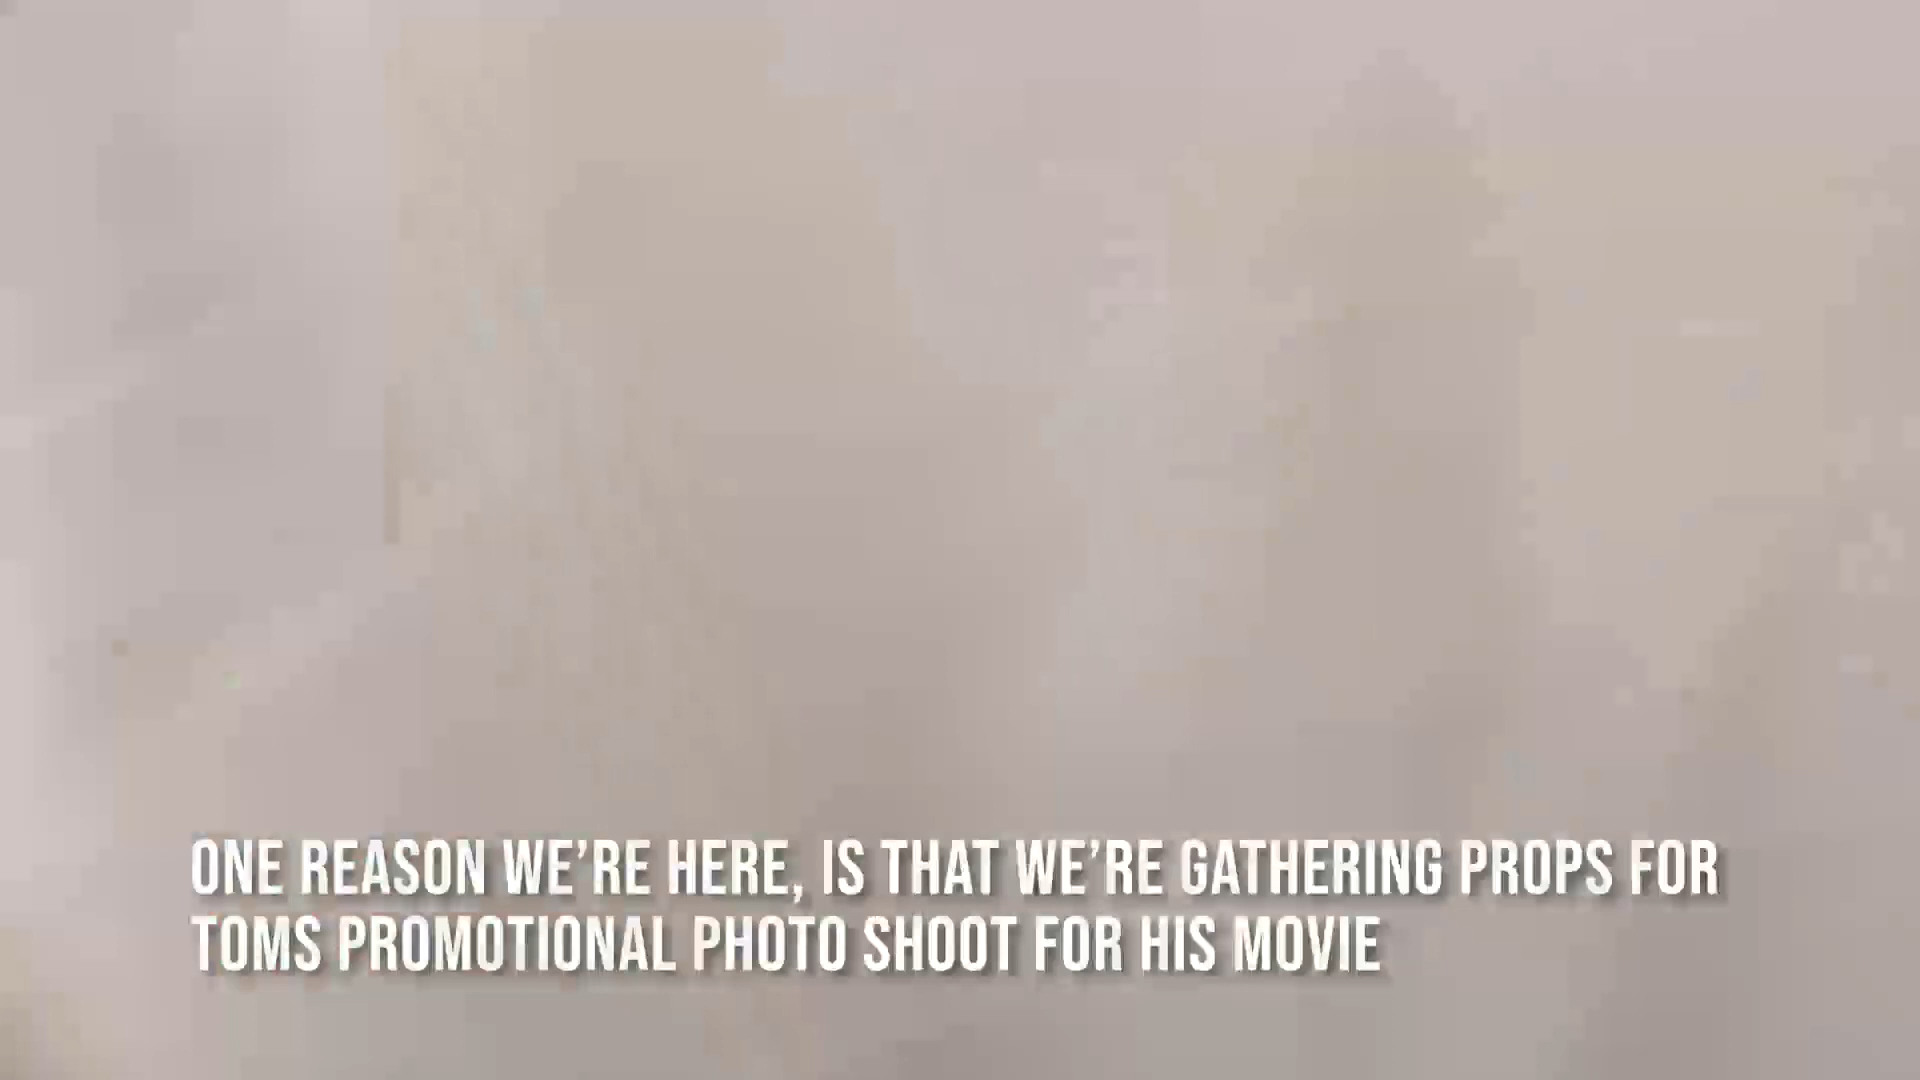 ONE REASON WE’RE HERE, IS THAT WE’RE GATHERING PROPS FOR
TOMS PROMOTIONAL PHOTO SHOOT FOR HIS MOVIE